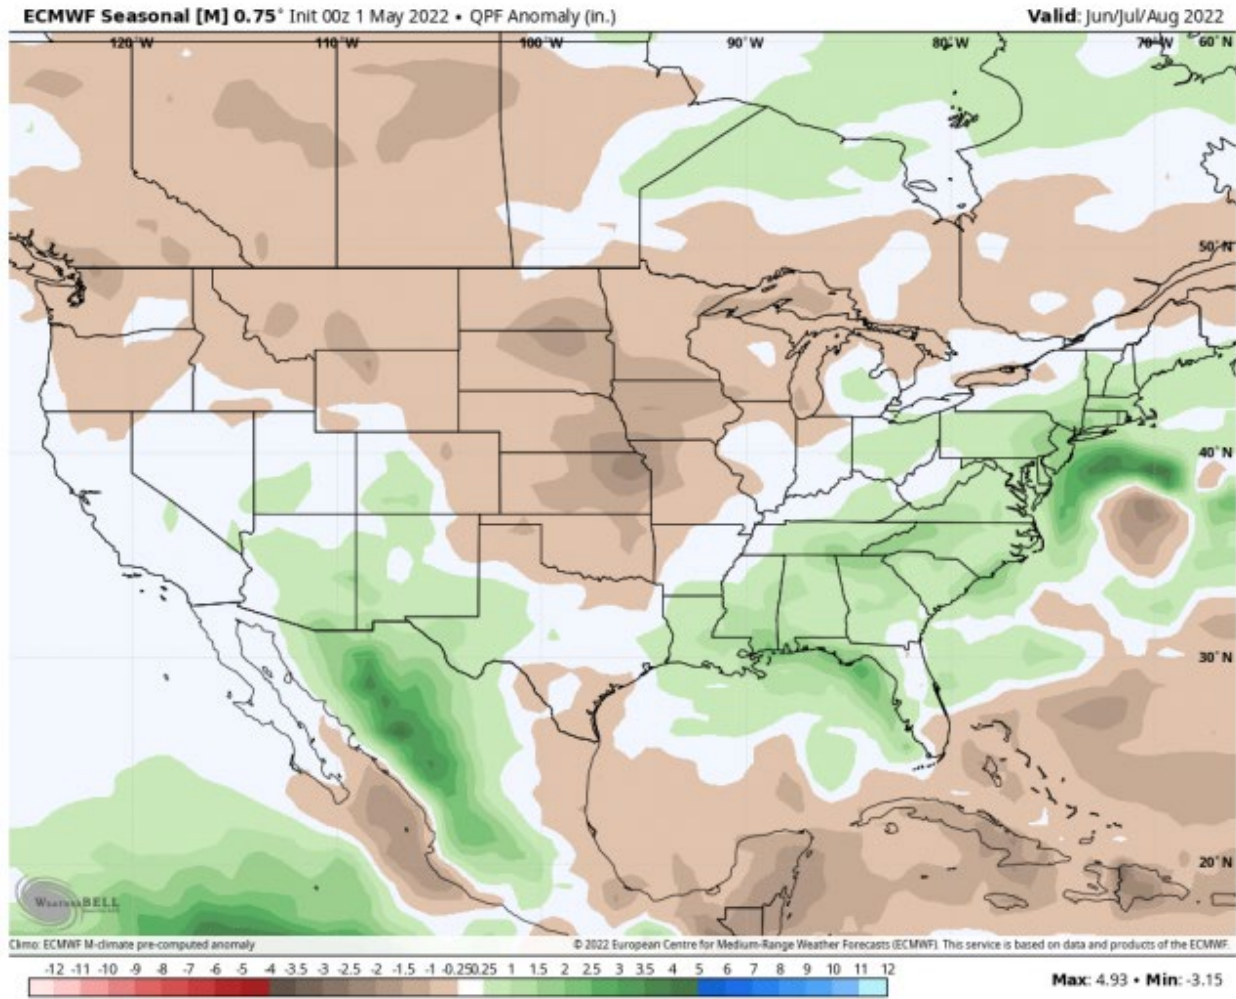 ECMWF Seasonal [M] 0.75° Init 00z 1 May 2022 • QPF Anomaly (in.) Valid: Jun/Jul/Aug 2022
120°W 110°W 100°W 90°W 80°W 70°W 60°N
50°N
40°N
30°N
20°N
WeatherBELL
Climo: ECMWF M-climate pre-computed anomaly © 2022 European Centre for Medium-Range Weather Forecasts (ECMWF). This service is based on data and products of the ECMWF.
-12 -11 -10 -9 -8 -7 -6 -5 -4 -3.5 -3 -2.5 -2 -1.5 -1 -0.25 0.25 1 1.5 2 2.5 3 3.5 4 5 6 7 8 9 10 11 12
Max: 4.93 • Min: -3.15